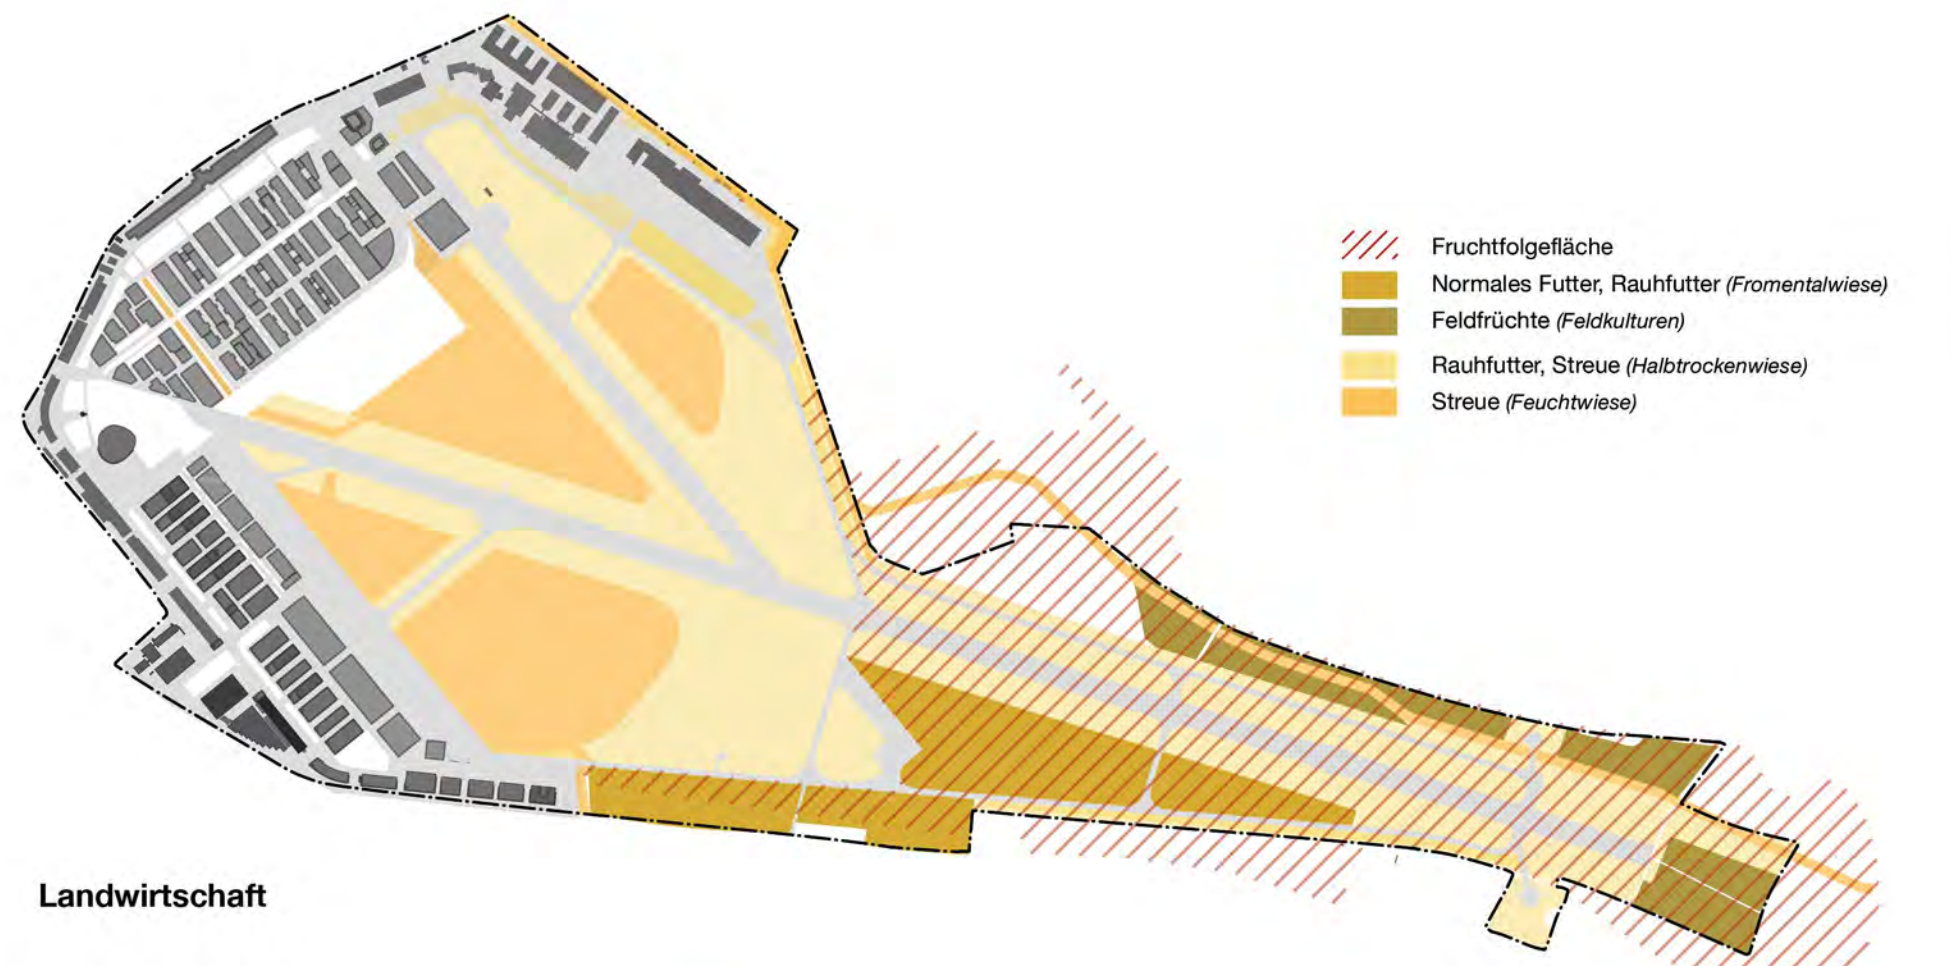 Fruchtfolgefläche
Normales Futter, Rauhfutter (Fromentalwiese)
Feldfrüchte (Feldkulturen)
Rauhfutter, Streue (Halbtrockenwiese)
Streue (Feuchtwiese)
Landwirtschaft